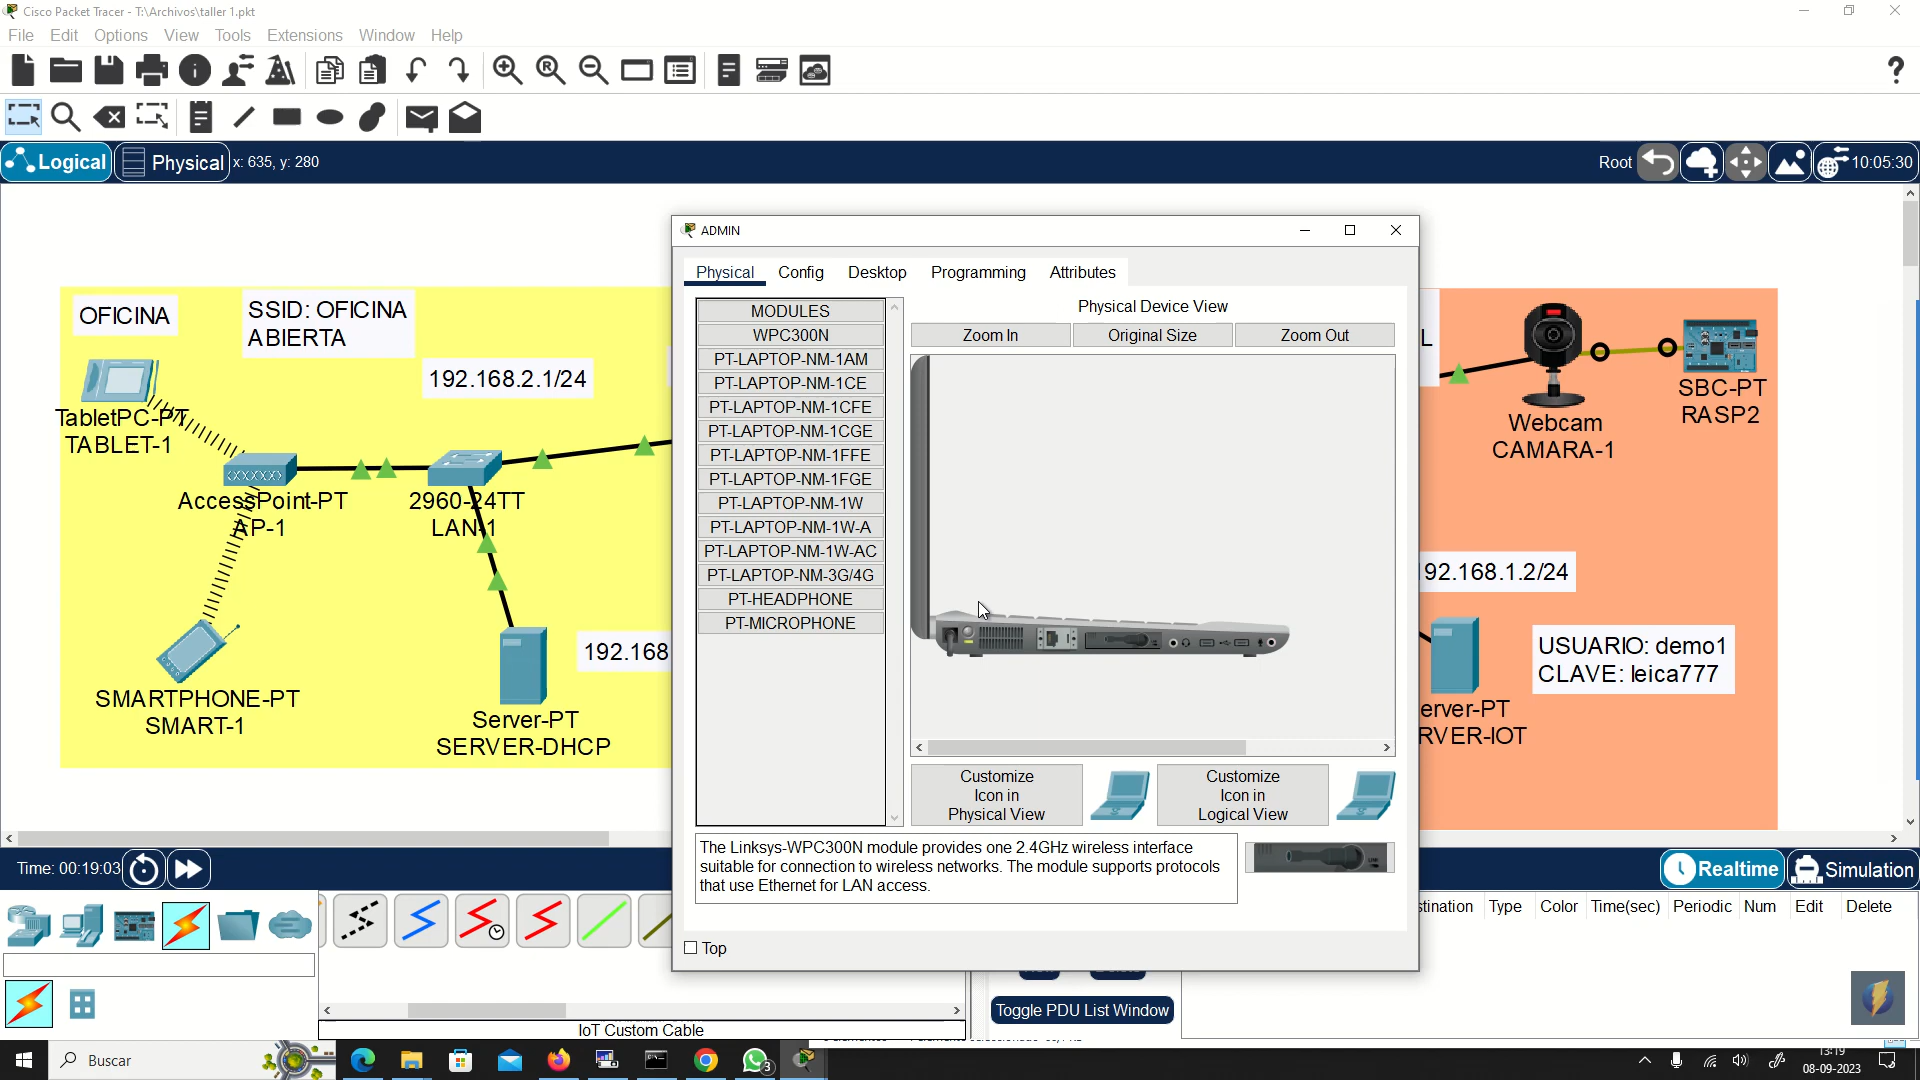 Cisco Packet Tracer - T:\Archivos\taller 1.pkt
File Edit Options View Tools Extensions Window Help
Logical Physical x: 635, y: 280 Root 10:05:30
ADMIN
Physical Config Desktop Programming Attributes
MODULES
WPC300N
PT-LAPTOP-NM-1AM
PT-LAPTOP-NM-1CE
PT-LAPTOP-NM-1CFE
PT-LAPTOP-NM-1CGE
PT-LAPTOP-NM-1FFE
PT-LAPTOP-NM-1FGE
PT-LAPTOP-NM-1W
PT-LAPTOP-NM-1W-A
PT-LAPTOP-NM-1W-AC
PT-LAPTOP-NM-3G/4G
PT-HEADPHONE
PT-MICROPHONE
Physical Device View
Zoom In Original Size Zoom Out
Customize
Icon in
Physical View
Customize
Icon in
Logical View
The Linksys-WPC300N module provides one 2.4GHz wireless interface
suitable for connection to wireless networks. The module supports protocols
that use Ethernet for LAN access.
Top
OFICINA
SSID: OFICINA
ABIERTA
192.168.2.1/24
TabletPC-PT
TABLET-1
AccessPoint-PT
AP-1
2960-24TT
LAN-1
SMARTPHONE-PT
SMART-1
Server-PT
SERVER-DHCP
192.168
L
Webcam
CAMARA-1
SBC-PT
RASP2
92.168.1.2/24
USUARIO: demo1
CLAVE: leica777
erver-PT
RVER-IOT
Time: 00:19:03
Realtime Simulation
stination Type Color Time(sec) Periodic Num Edit Delete
Toggle PDU List Window
IoT Custom Cable
Buscar
3
13:19
08-09-2023